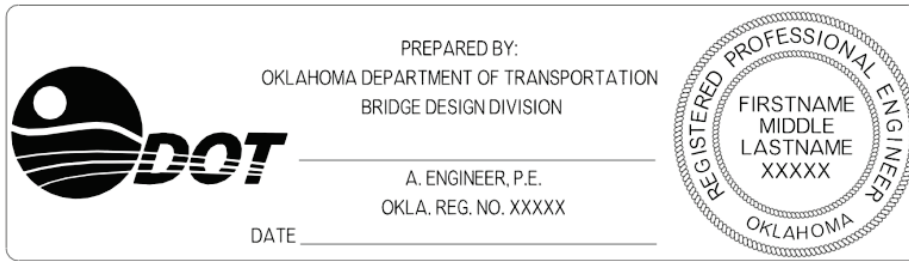 PREPARED BY:
OKLAHOMA DEPARTMENT OF TRANSPORTATION
BRIDGE DESIGN DIVISION
DOT
A. ENGINEER, P.E.
OKLA. REG. NO. XXXXX
DATE
REGISTERED PROFESSIONAL ENGINEER
FIRSTNAME
MIDDLE
LASTNAME
XXXXX
OKLAHOMA